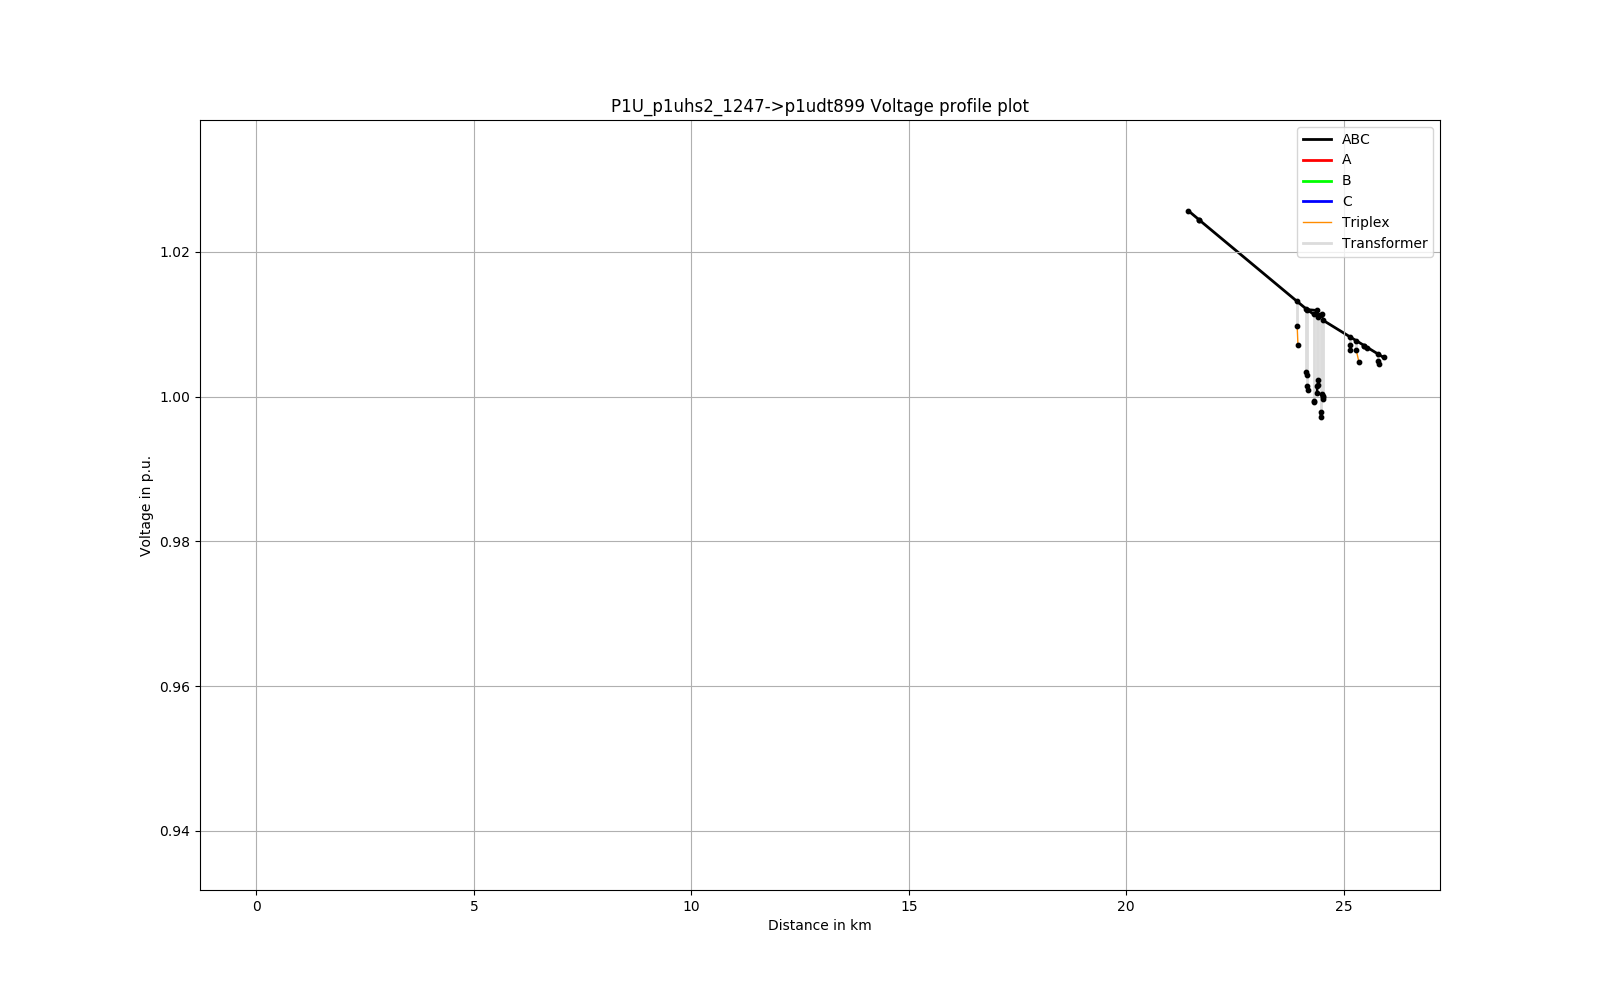 P1U_p1uhs2_1247->p1udt899 Voltage profile plot
ABC
A
B
C
Triplex
Transformer
1.02
1.00
0.98
0.96
0.94
Voltage in p.u.
0
5
10
15
20
25
Distance in km